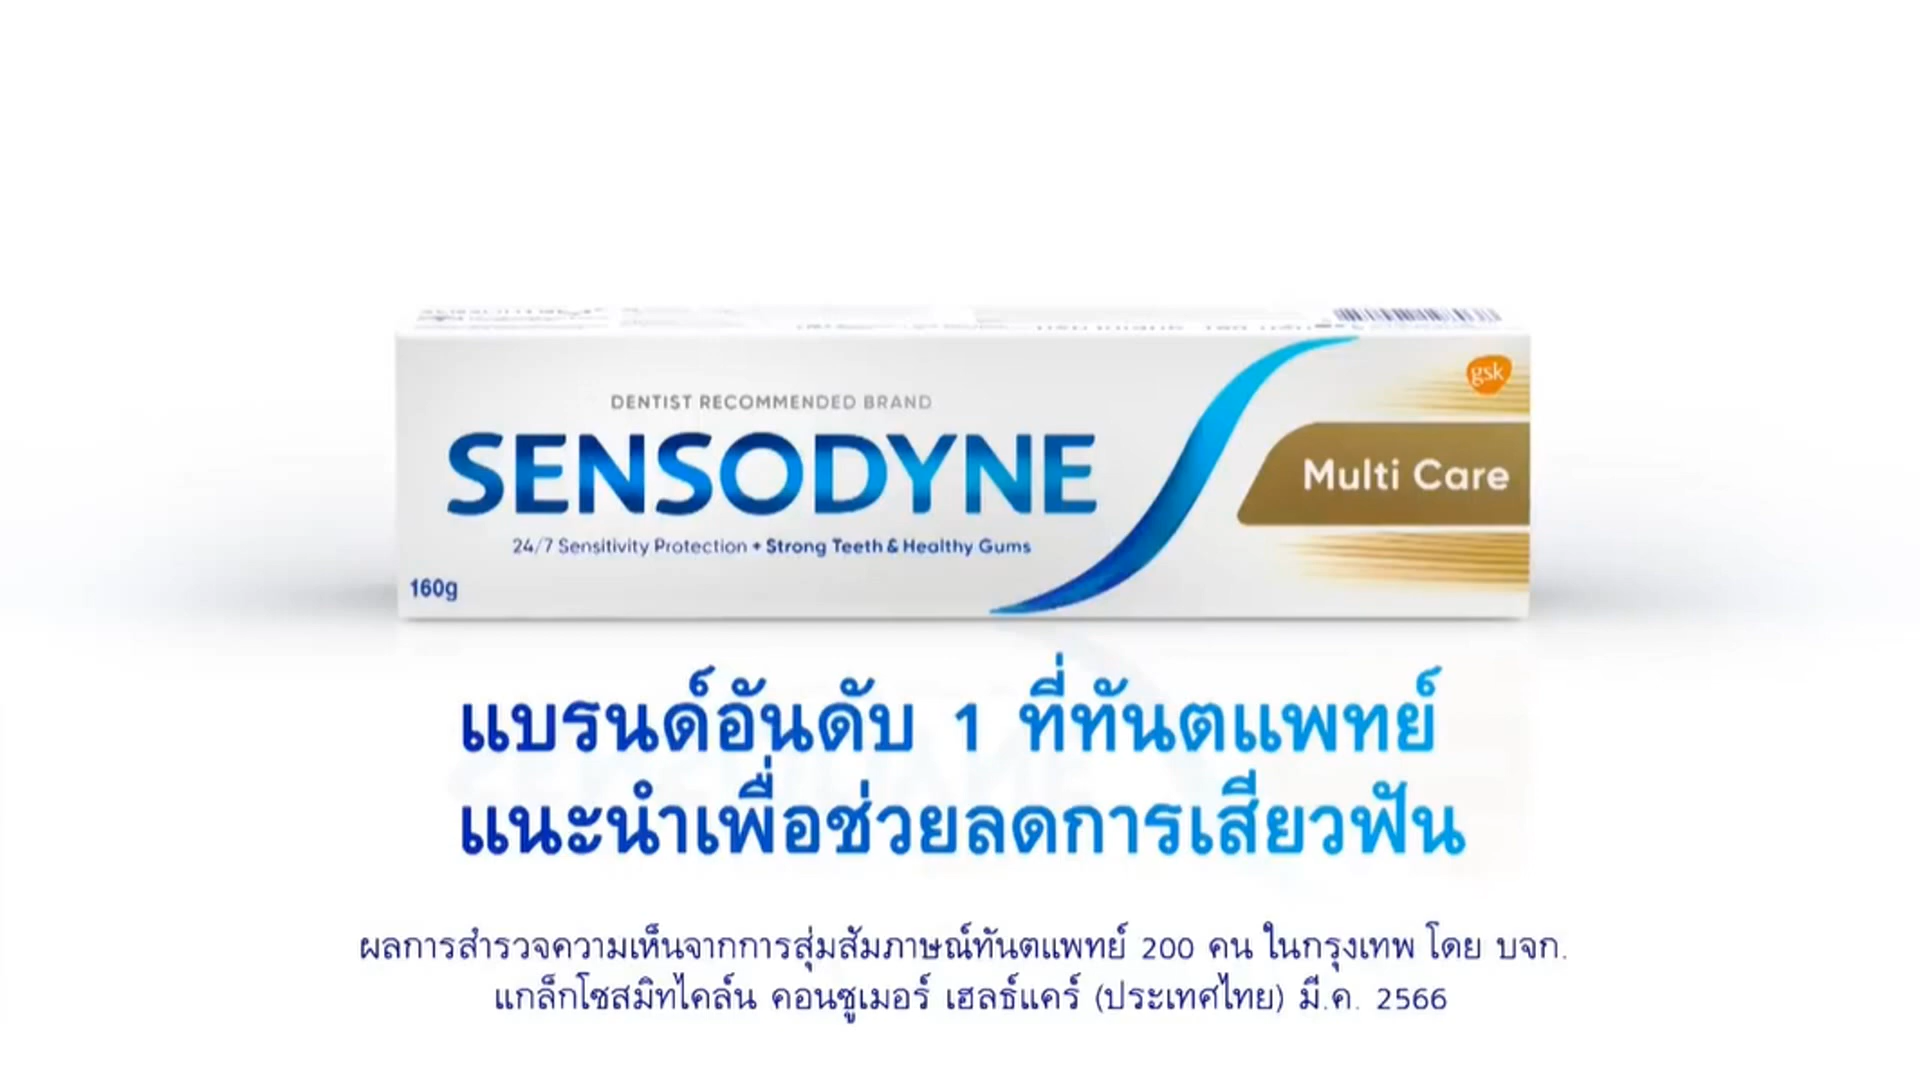 DENTIST RECOMMENDED BRAND
SENSODYNE
24/7 Sensitivity Protection + Strong Teeth & Healthy Gums
160g
gsk
Multi Care
แบรนด์อันดับ 1 ที่ทันตแพทย์
แนะนำเพื่อช่วยลดการเสียวฟัน
ผลการสำรวจความเห็นจากการสุ่มสัมภาษณ์ทันตแพทย์ 200 คน ในกรุงเทพ โดย บจก.
แกล็กโซสมิทไคล์น คอนซูเมอร์ เฮลธ์แคร์ (ประเทศไทย) มี.ค. 2566